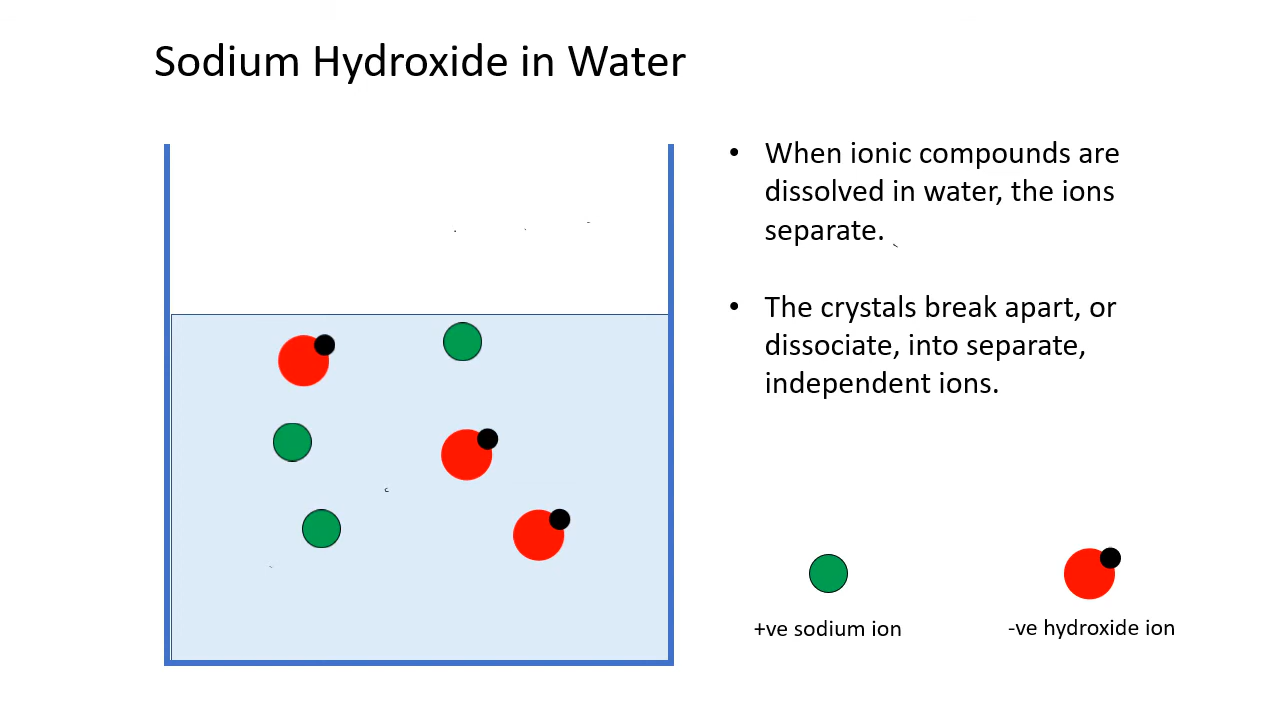 Sodium Hydroxide in Water
• When ionic compounds are
dissolved in water, the ions
separate.
• The crystals break apart, or
dissociate, into separate,
independent ions.
+ve sodium ion
-ve hydroxide ion